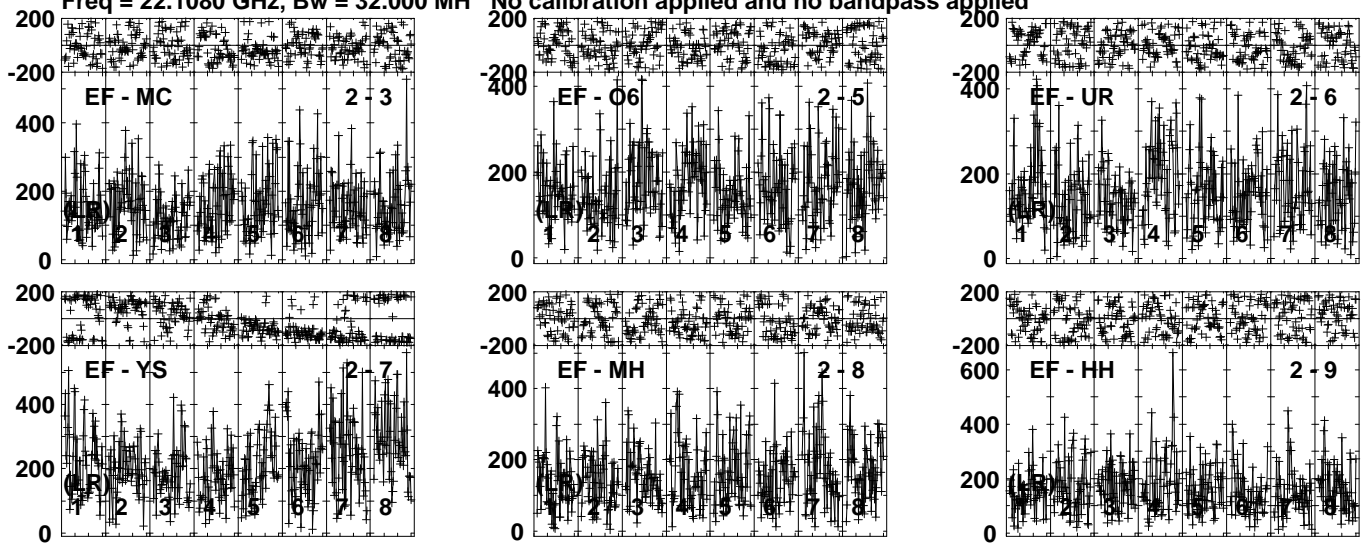 Freq = 22.1080 GHz, Bw = 32.000 MH No calibration applied and no bandpass applied
200
-200
EF - MC 2 - 3
400
200
(LR)
0
1 2 3 4 5 6 7 8
200
-200
EF - O6 2 - 5
400
200
(LR)
0
1 2 3 4 5 6 7 8
200
-200
EF - UR 2 - 6
400
200
(LR)
0
1 2 3 4 5 6 7 8
200
-200
EF - YS 2 - 7
400
200
(LR)
0
1 2 3 4 5 6 7 8
200
-200
EF - MH 2 - 8
400
200
(LR)
0
1 2 3 4 5 6 7 8
200
-200
EF - HH 2 - 9
600
400
200
(LR)
0
1 2 3 4 5 6 7 8